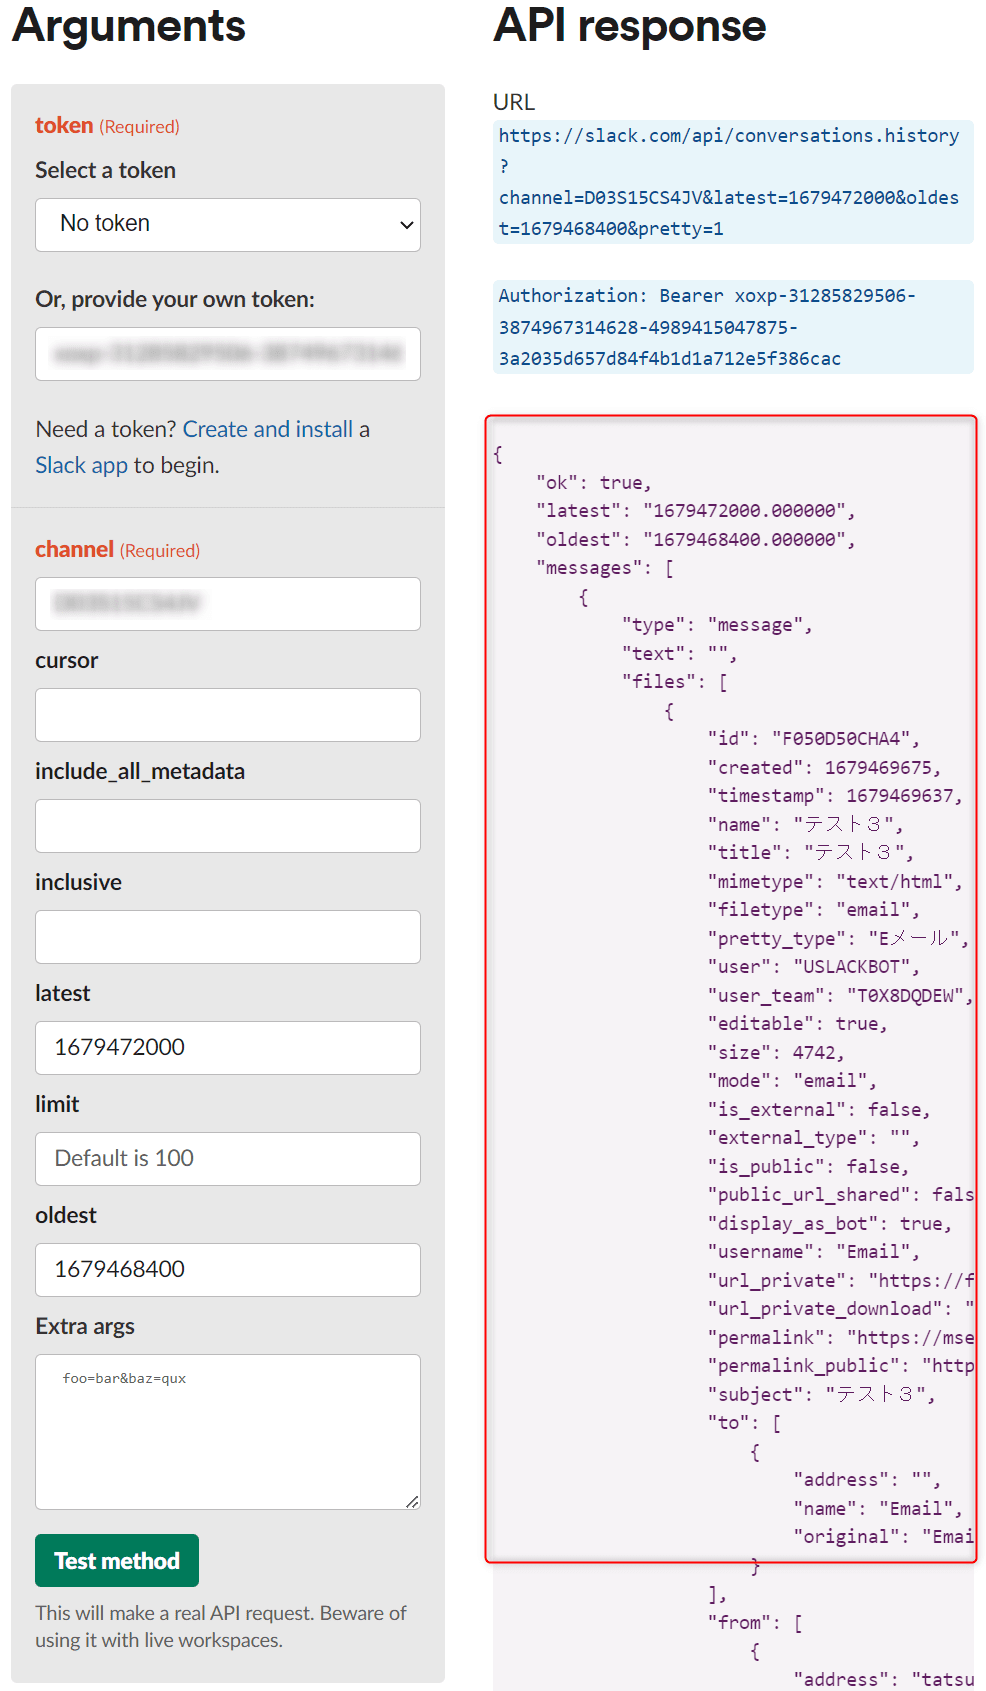 Arguments
token (Required)
Select a token
No token
Or, provide your own token:
Need a token? Create and install a
Slack app to begin.
channel (Required)
cursor
include_all_metadata
inclusive
latest
1679472000
limit
Default is 100
oldest
1679468400
Extra args
foo=bar&baz=qux
Test method
This will make a real API request. Beware of
using it with live workspaces.
API response
URL
https://slack.com/api/conversations.history
?
channel=D03S15CS4JV&latest=1679472000&oldes
t=1679468400&pretty=1
Authorization: Bearer xoxp-31285829506-
3874967314628-4989415047875-
3a2035d657d84f4b1d1a712e5f386cac
{
"ok": true,
"latest": "1679472000.000000",
"oldest": "1679468400.000000",
"messages": [
{
"type": "message",
"text": "",
"files": [
{
"id": "F050D50CHA4",
"created": 1679469675,
"timestamp": 1679469637,
"name": "テスト３",
"title": "テスト３",
"mimetype": "text/html",
"filetype": "email",
"pretty_type": "Eメール",
"user": "USLACKBOT",
"user_team": "T0X8DQDEW",
"editable": true,
"size": 4742,
"mode": "email",
"is_external": false,
"external_type": "",
"is_public": false,
"public_url_shared": fals
"display_as_bot": true,
"username": "Email",
"url_private": "https://f
"url_private_download": "
"permalink": "https://mse
"permalink_public": "http
"subject": "テスト３",
"to": [
{
"address": "",
"name": "Email",
"original": "Emai
}
],
"from": [
{
"address": "tatsu